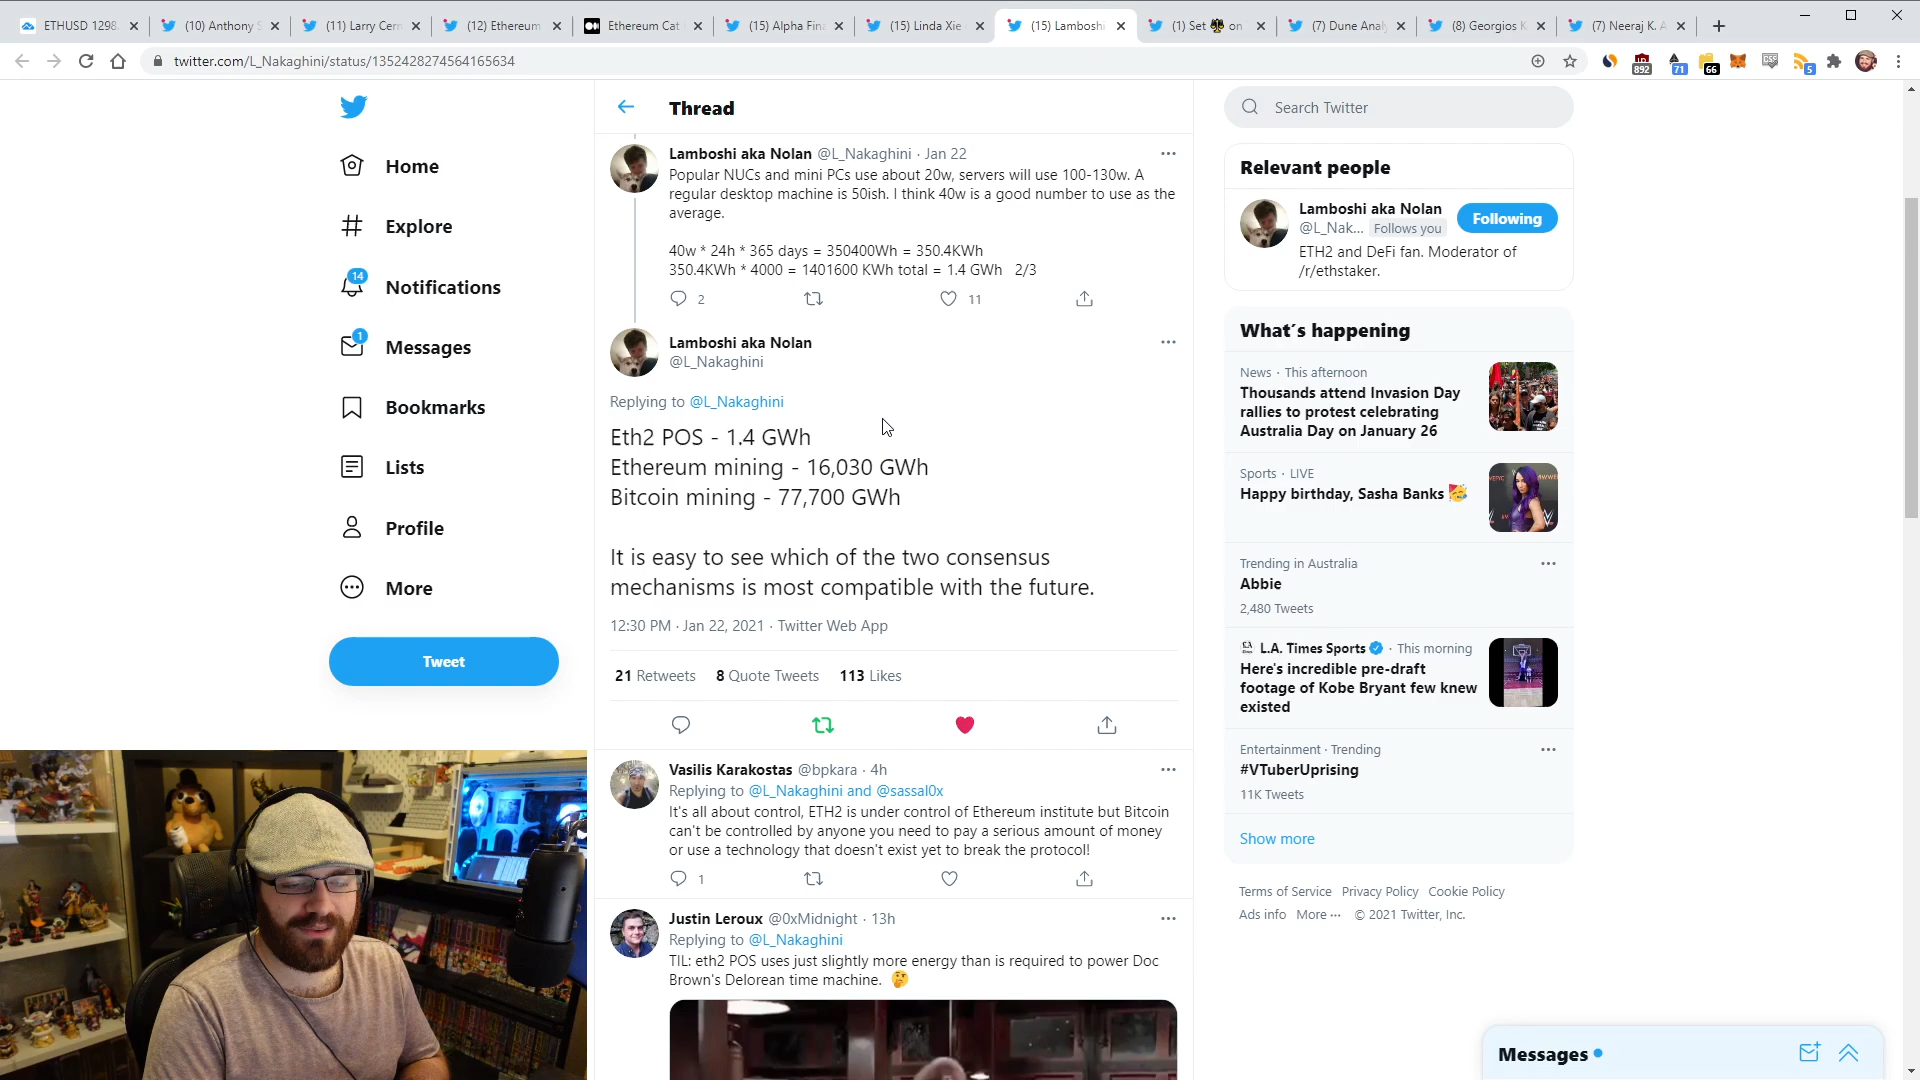 ETHUSD 1298.
(10) Anthony S
(11) Larry Cerm
(12) Ethereum
Ethereum Cat
(15) Alpha Fin
(15) Linda Xie
(15) Lamboshi
(1) Set 🐙 on
(7) Dune Analy
(8) Georgios K
(7) Neeraj K. A
twitter.com/L_Nakaghini/status/1352428274564165634
892
71
66
5
Home
Explore
14
Notifications
1
Messages
Bookmarks
Lists
Profile
More
Tweet
Thread
Lamboshi aka Nolan @L_Nakaghini · Jan 22
Popular NUCs and mini PCs use about 20w, servers will use 100-130w. A
regular desktop machine is 50ish. I think 40w is a good number to use as the
average.
40w * 24h * 365 days = 350400Wh = 350.4KWh
350.4KWh * 4000 = 1401600 KWh total = 1.4 GWh   2/3
2
11
Lamboshi aka Nolan
@L_Nakaghini
Replying to @L_Nakaghini
Eth2 POS - 1.4 GWh
Ethereum mining - 16,030 GWh
Bitcoin mining - 77,700 GWh
It is easy to see which of the two consensus
mechanisms is most compatible with the future.
12:30 PM · Jan 22, 2021 · Twitter Web App
21 Retweets 8 Quote Tweets 113 Likes
Vasilis Karakostas @bpkara · 4h
Replying to @L_Nakaghini and @sassal0x
It's all about control, ETH2 is under control of Ethereum institute but Bitcoin
can't be controlled by anyone you need to pay a serious amount of money
or use a technology that doesn't exist yet to break the protocol!
1
Justin Leroux @0xMidnight · 13h
Replying to @L_Nakaghini
TIL: eth2 POS uses just slightly more energy than is required to power Doc
Brown's Delorean time machine. 🤔
Search Twitter
Relevant people
Lamboshi aka Nolan
@L_Nak... Follows you
Following
ETH2 and DeFi fan. Moderator of
/r/ethstaker.
What's happening
News · This afternoon
Thousands attend Invasion Day
rallies to protest celebrating
Australia Day on January 26
Sports · LIVE
Happy birthday, Sasha Banks 🥳
Trending in Australia
Abbie
2,480 Tweets
L.A. Times Sports · This morning
Here's incredible pre-draft
footage of Kobe Bryant few knew
existed
Entertainment · Trending
#VTuberUprising
11K Tweets
Show more
Terms of Service Privacy Policy Cookie Policy
Ads info More ··· © 2021 Twitter, Inc.
Messages